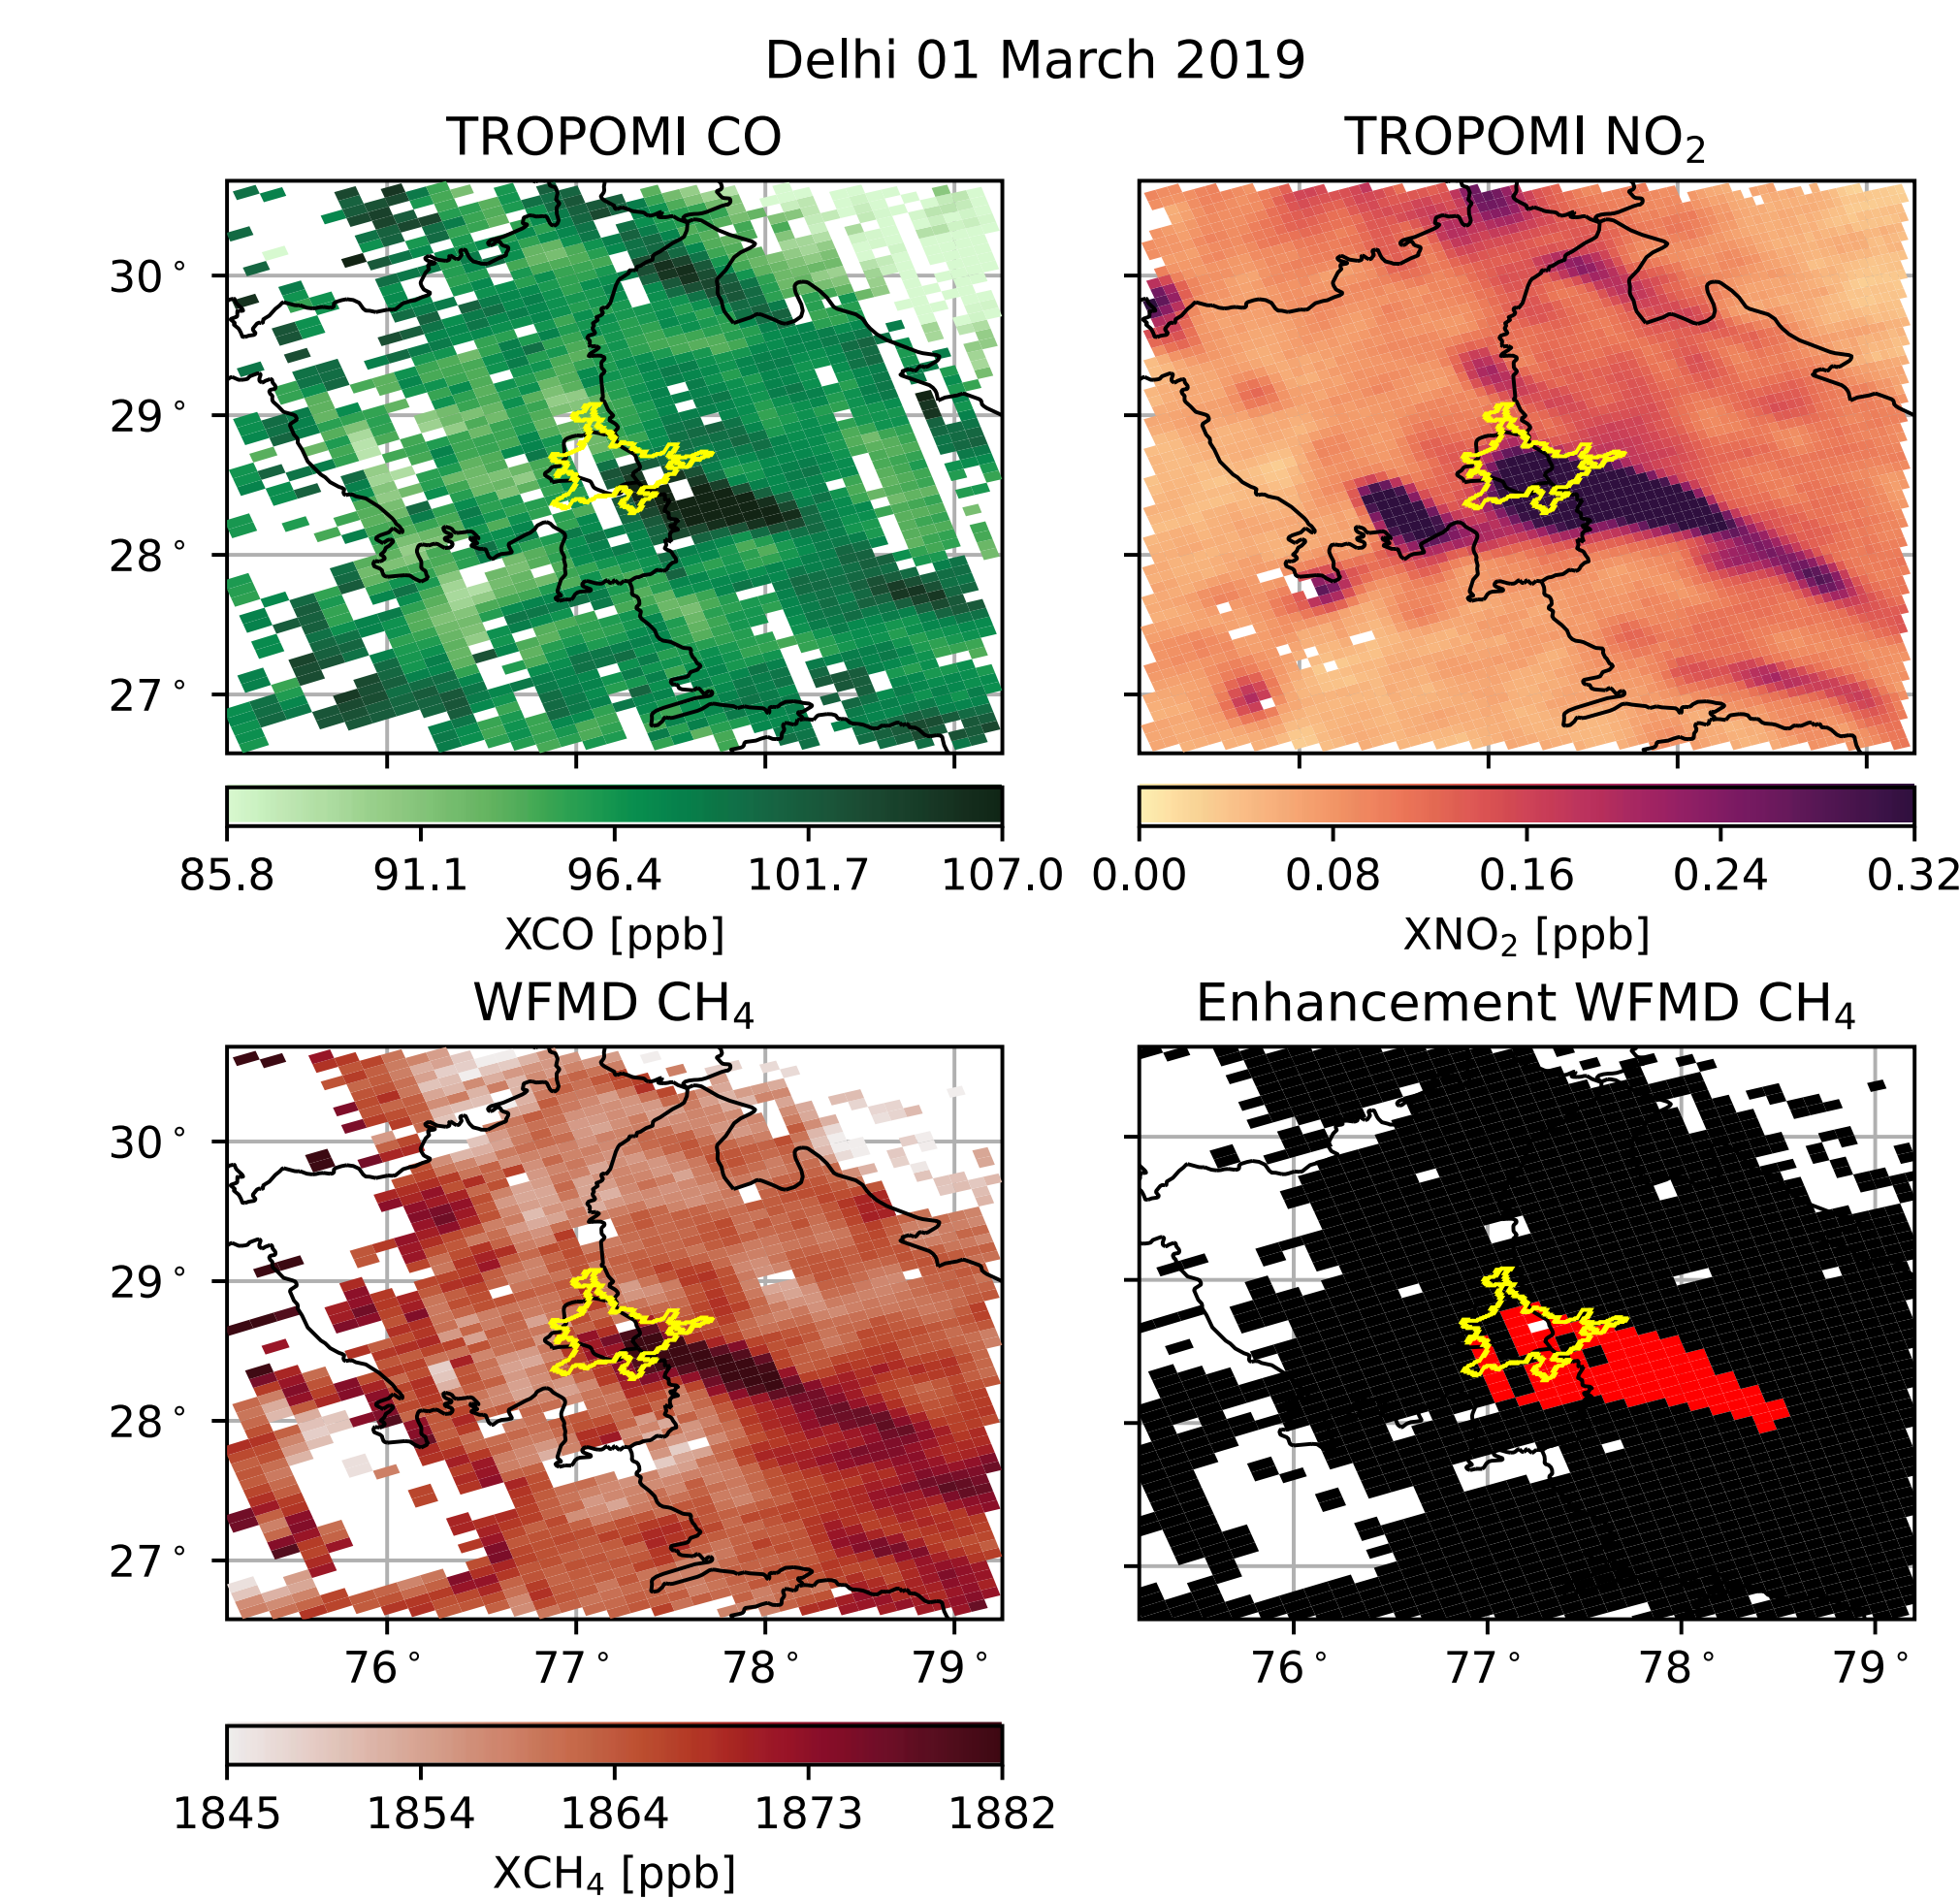 Delhi 01 March 2019
TROPOMI CO
TROPOMI NO₂
30°
29°
28°
27°
85.8 91.1 96.4 101.7 107.0
XCO [ppb]
0.00 0.08 0.16 0.24 0.32
XNO₂ [ppb]
WFMD CH₄
Enhancement WFMD CH₄
30°
29°
28°
27°
76° 77° 78° 79°
76° 77° 78° 79°
1845 1854 1864 1873 1882
XCH₄ [ppb]